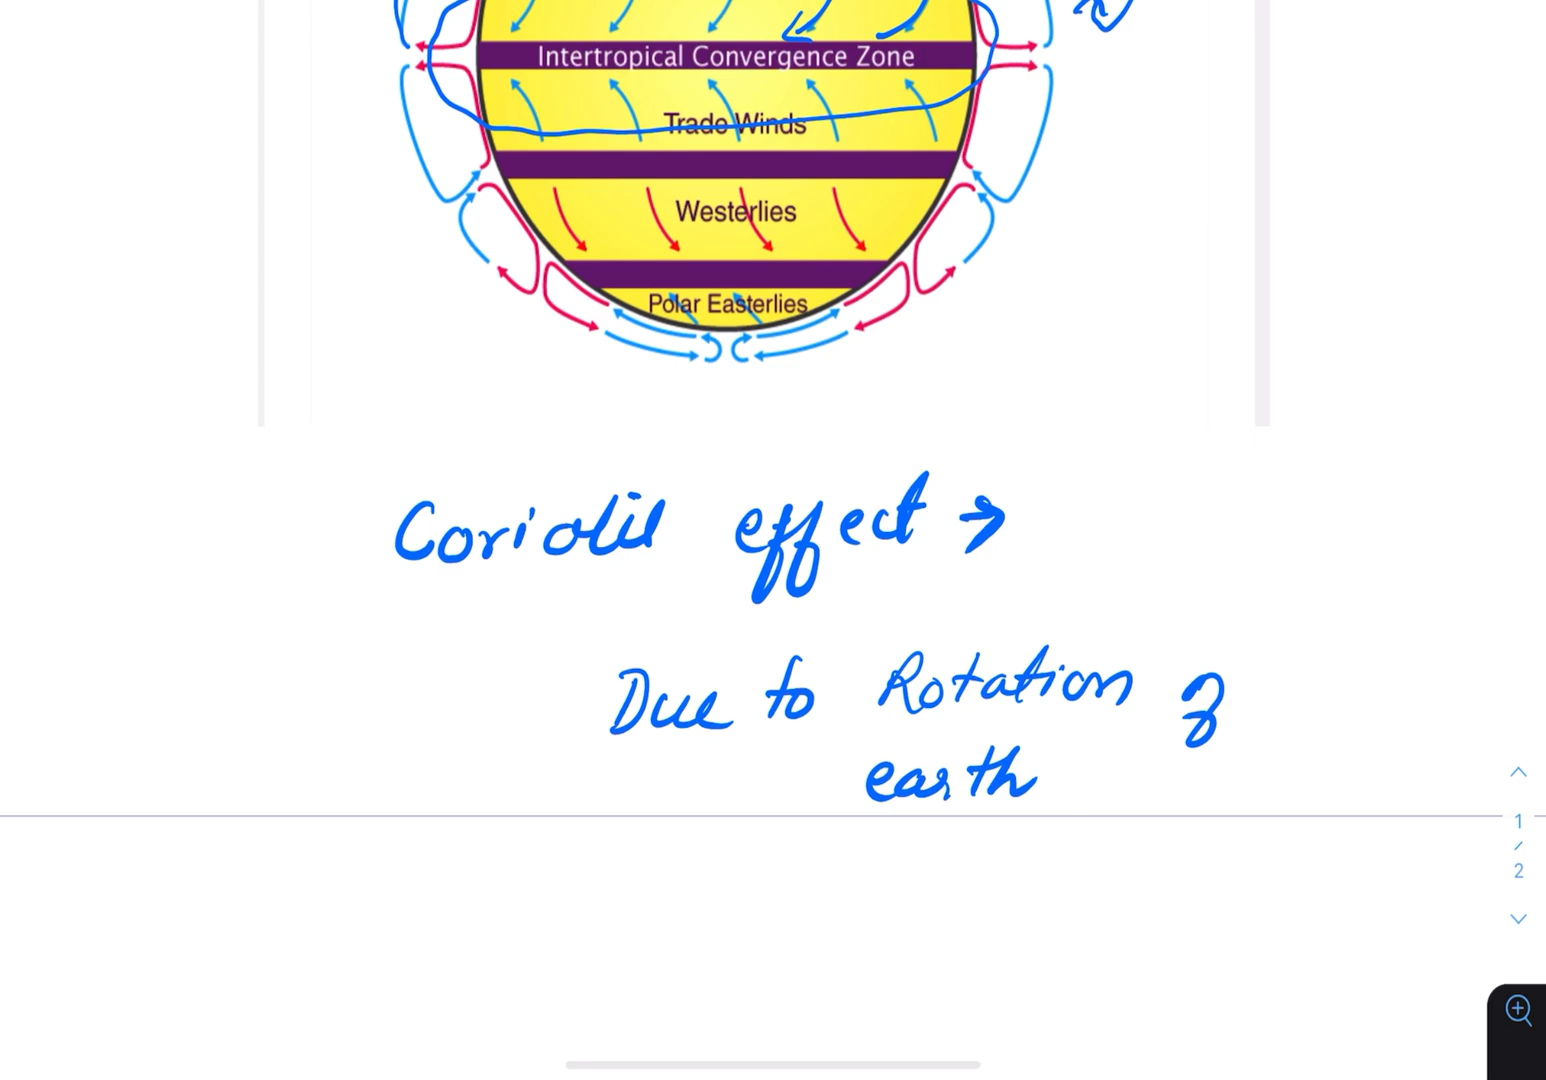 Intertropical Convergence Zone
Trade Winds
Westerlies
Polar Easterlies
Coriolis effect →
Due to Rotation of
earth
1
/
2